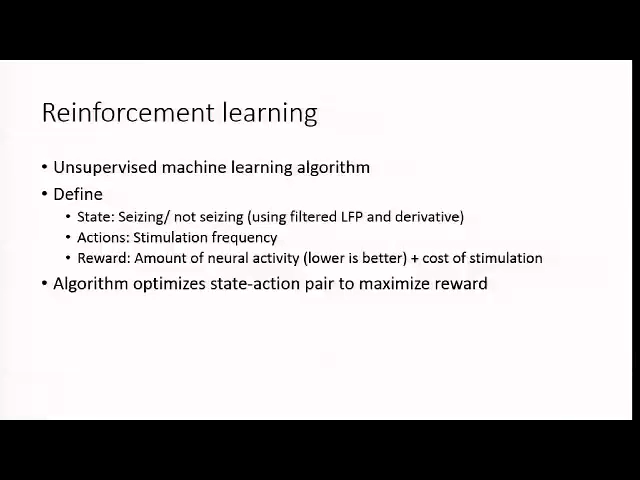 Reinforcement learning
• Unsupervised machine learning algorithm
• Define
• State: Seizing/ not seizing (using filtered LFP and derivative)
• Actions: Stimulation frequency
• Reward: Amount of neural activity (lower is better) + cost of stimulation
• Algorithm optimizes state-action pair to maximize reward